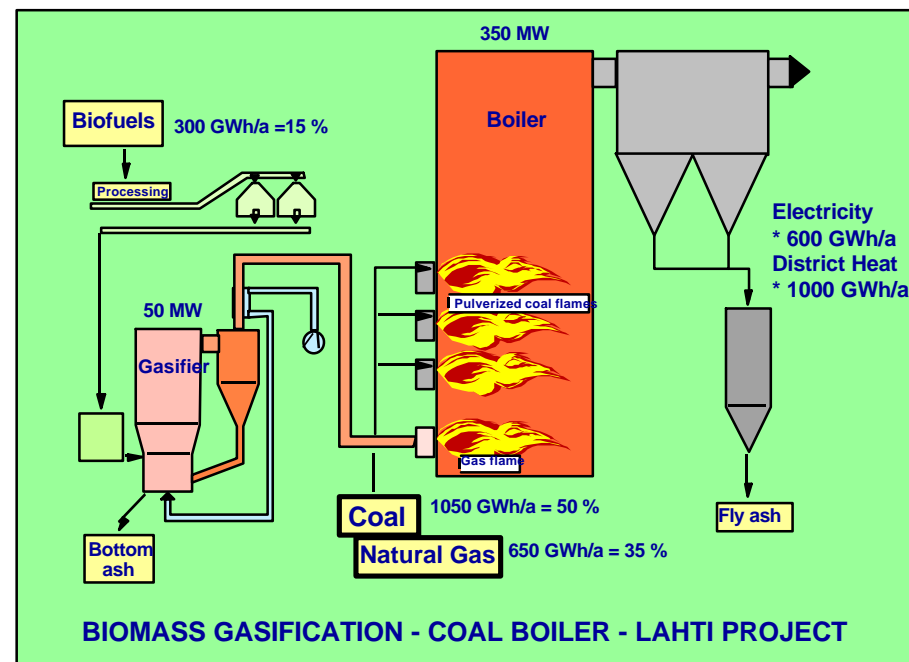 350 MW
Biofuels
300 GWh/a =15 %
Boiler
Processing
Electricity
* 600 GWh/a
District Heat
* 1000 GWh/a
Pulverized coal flames
50 MW
Gasifier
Gas flame
Coal
1050 GWh/a = 50 %
Fly ash
Natural Gas
650 GWh/a = 35 %
Bottom
ash
BIOMASS GASIFICATION - COAL BOILER - LAHTI PROJECT